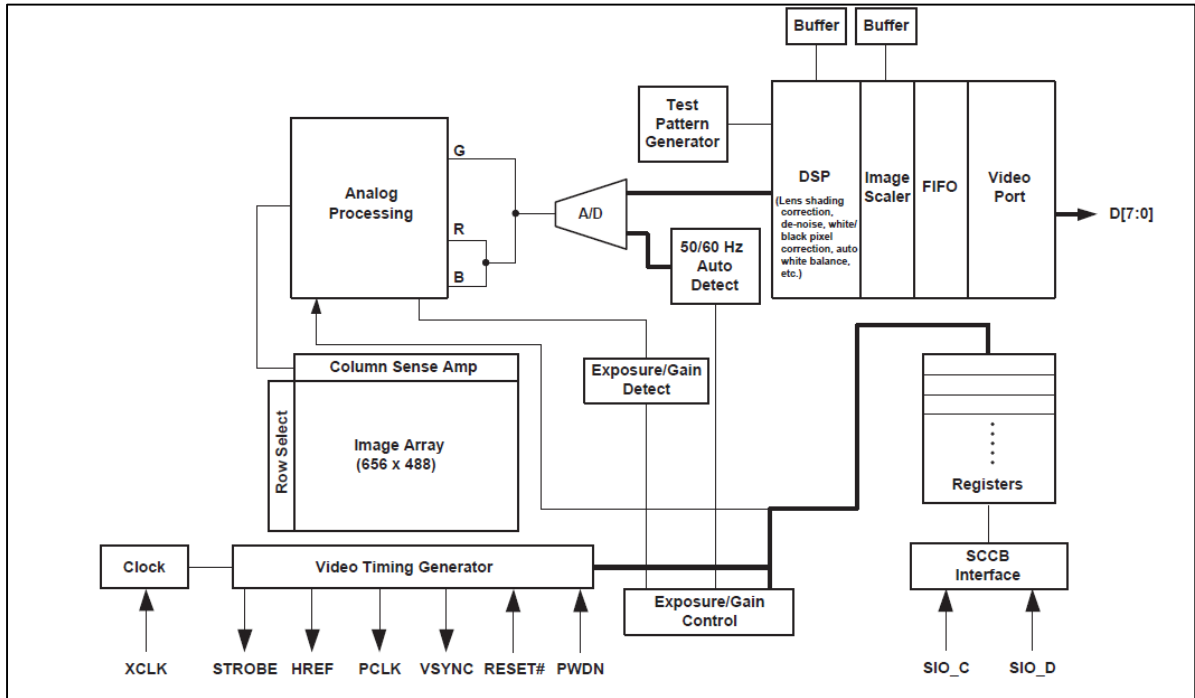 Buffer
Buffer
Test
Pattern
Generator
G
Analog
Processing
R
B
A/D
50/60 Hz
Auto
Detect
DSP
(Lens shading
correction,
de-noise, white/
black pixel
correction, auto
white balance,
etc.)
Image
Scaler
FIFO
Video
Port
D[7:0]
Column Sense Amp
Row Select
Image Array
(656 x 488)
Exposure/Gain
Detect
Registers
Clock
Video Timing Generator
Exposure/Gain
Control
SCCB
Interface
XCLK
STROBE
HREF
PCLK
VSYNC
RESET#
PWDN
SIO_C
SIO_D